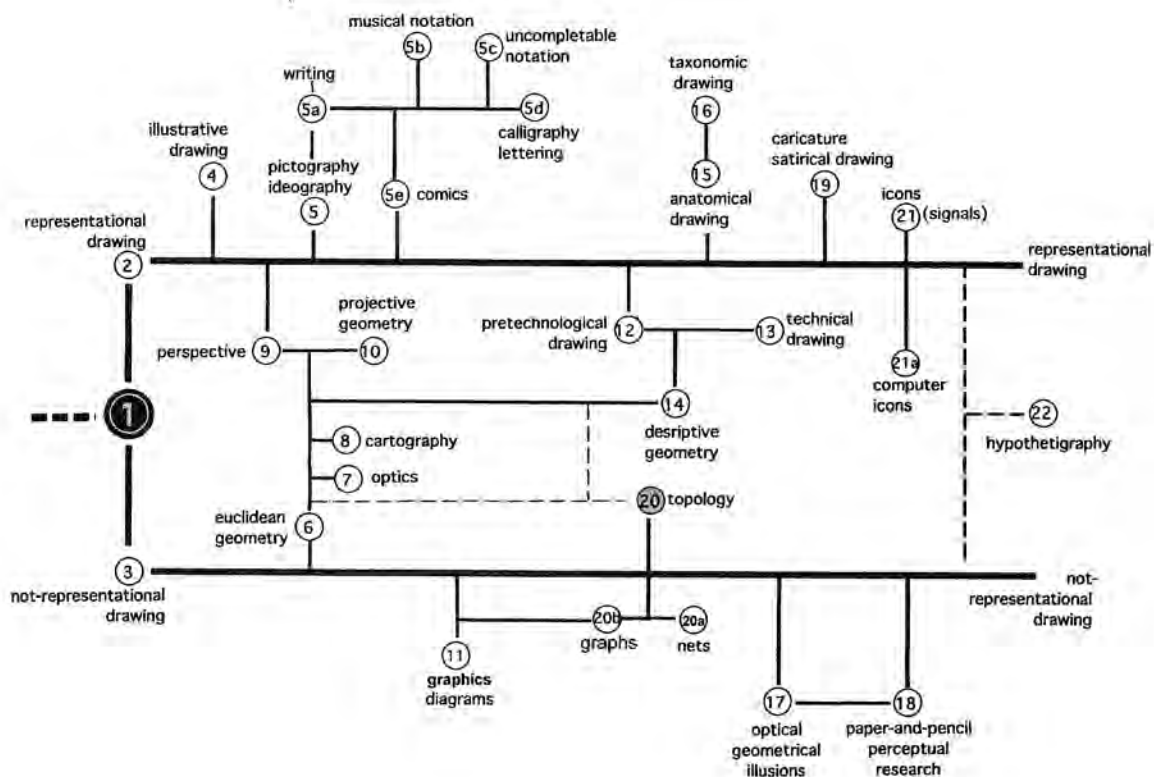 musical notation
5b
5c
uncompletable
notation
writing
5a
5d
calligraphy
lettering
taxonomic
drawing
16
illustrative
drawing
4
pictography
ideography
5
5e
comics
15
anatomical
drawing
caricature
satirical drawing
19
icons
21
(signals)
representational
drawing
2
representational
drawing
projective
geometry
perspective
9
10
pretechnological
drawing
12
13
technical
drawing
21a
computer
icons
1
14
desriptive
geometry
22
hypothetigraphy
8
cartography
7
optics
20
topology
euclidean
geometry
6
3
not-representational
drawing
not-
representational
drawing
20b
graphs
20a
nets
11
graphics
diagrams
17
optical
geometrical
illusions
18
paper-and-pencil
perceptual
research